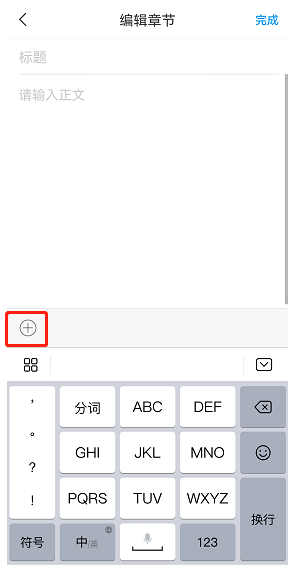 编辑章节 完成
标题
请输入正文
， 分词 ABC DEF
。 GHI JKL MNO
？
！ PQRS TUV WXYZ 换行
符号 中/英 123